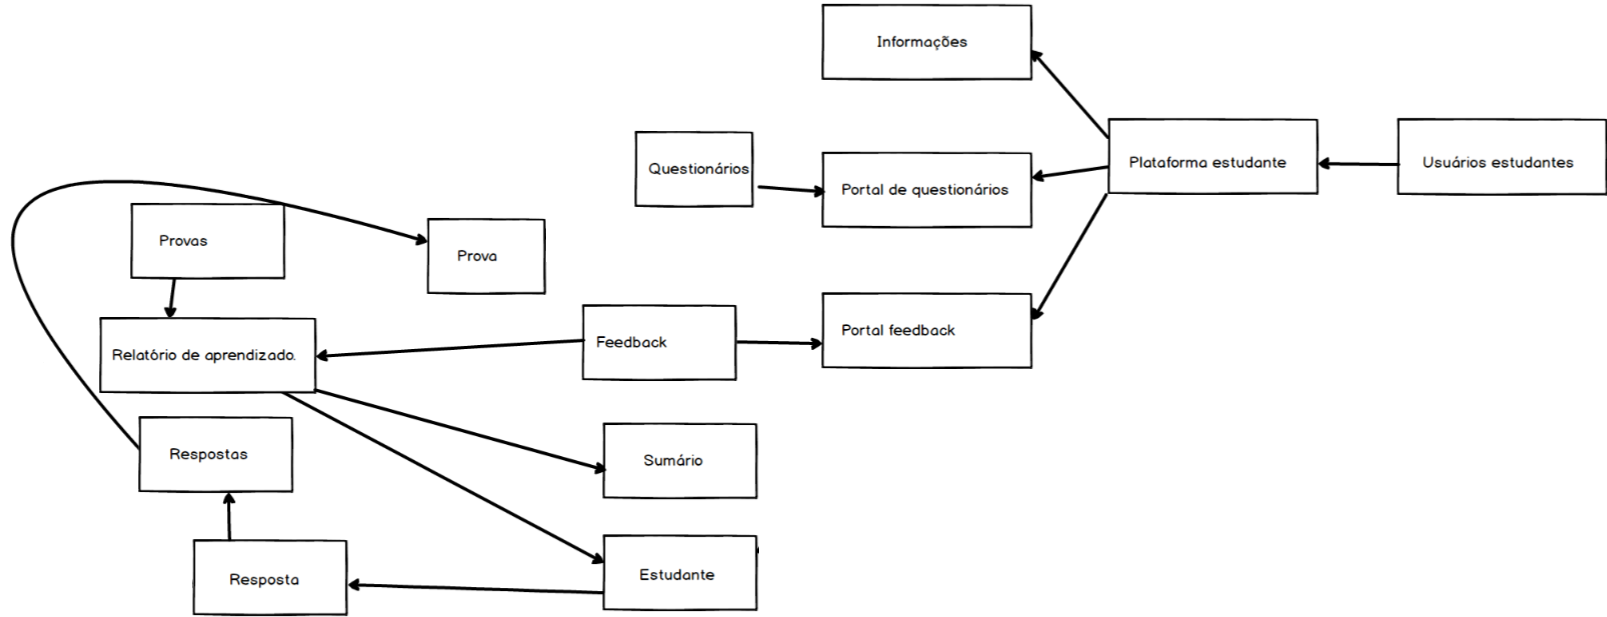 Informações
Plataforma estudante
Usuários estudantes
Questionários
Portal de questionários
Provas
Prova
Portal feedback
Feedback
Relatório de aprendizado.
Respostas
Sumário
Estudante
Resposta